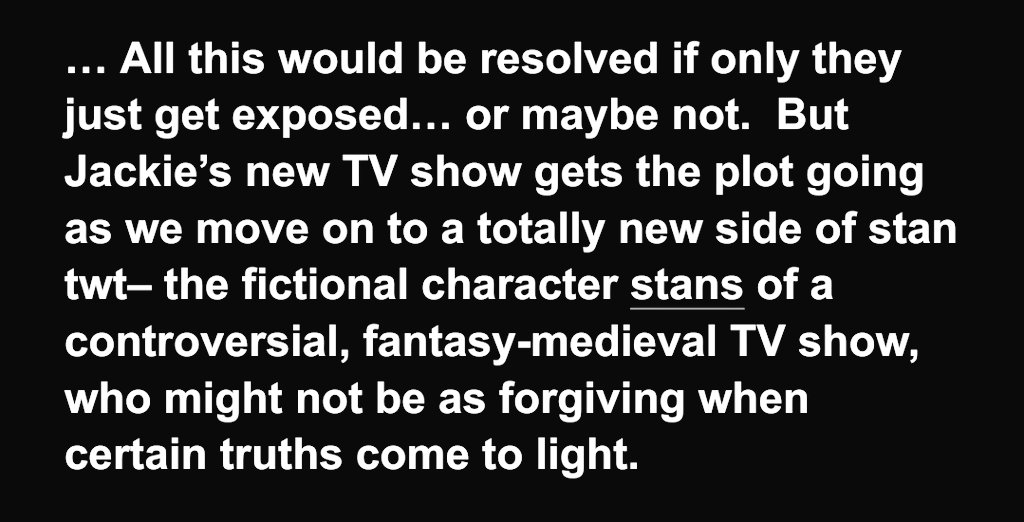 … All this would be resolved if only they
just get exposed… or maybe not.  But
Jackie’s new TV show gets the plot going
as we move on to a totally new side of stan
twt– the fictional character stans of a
controversial, fantasy-medieval TV show,
who might not be as forgiving when
certain truths come to light.